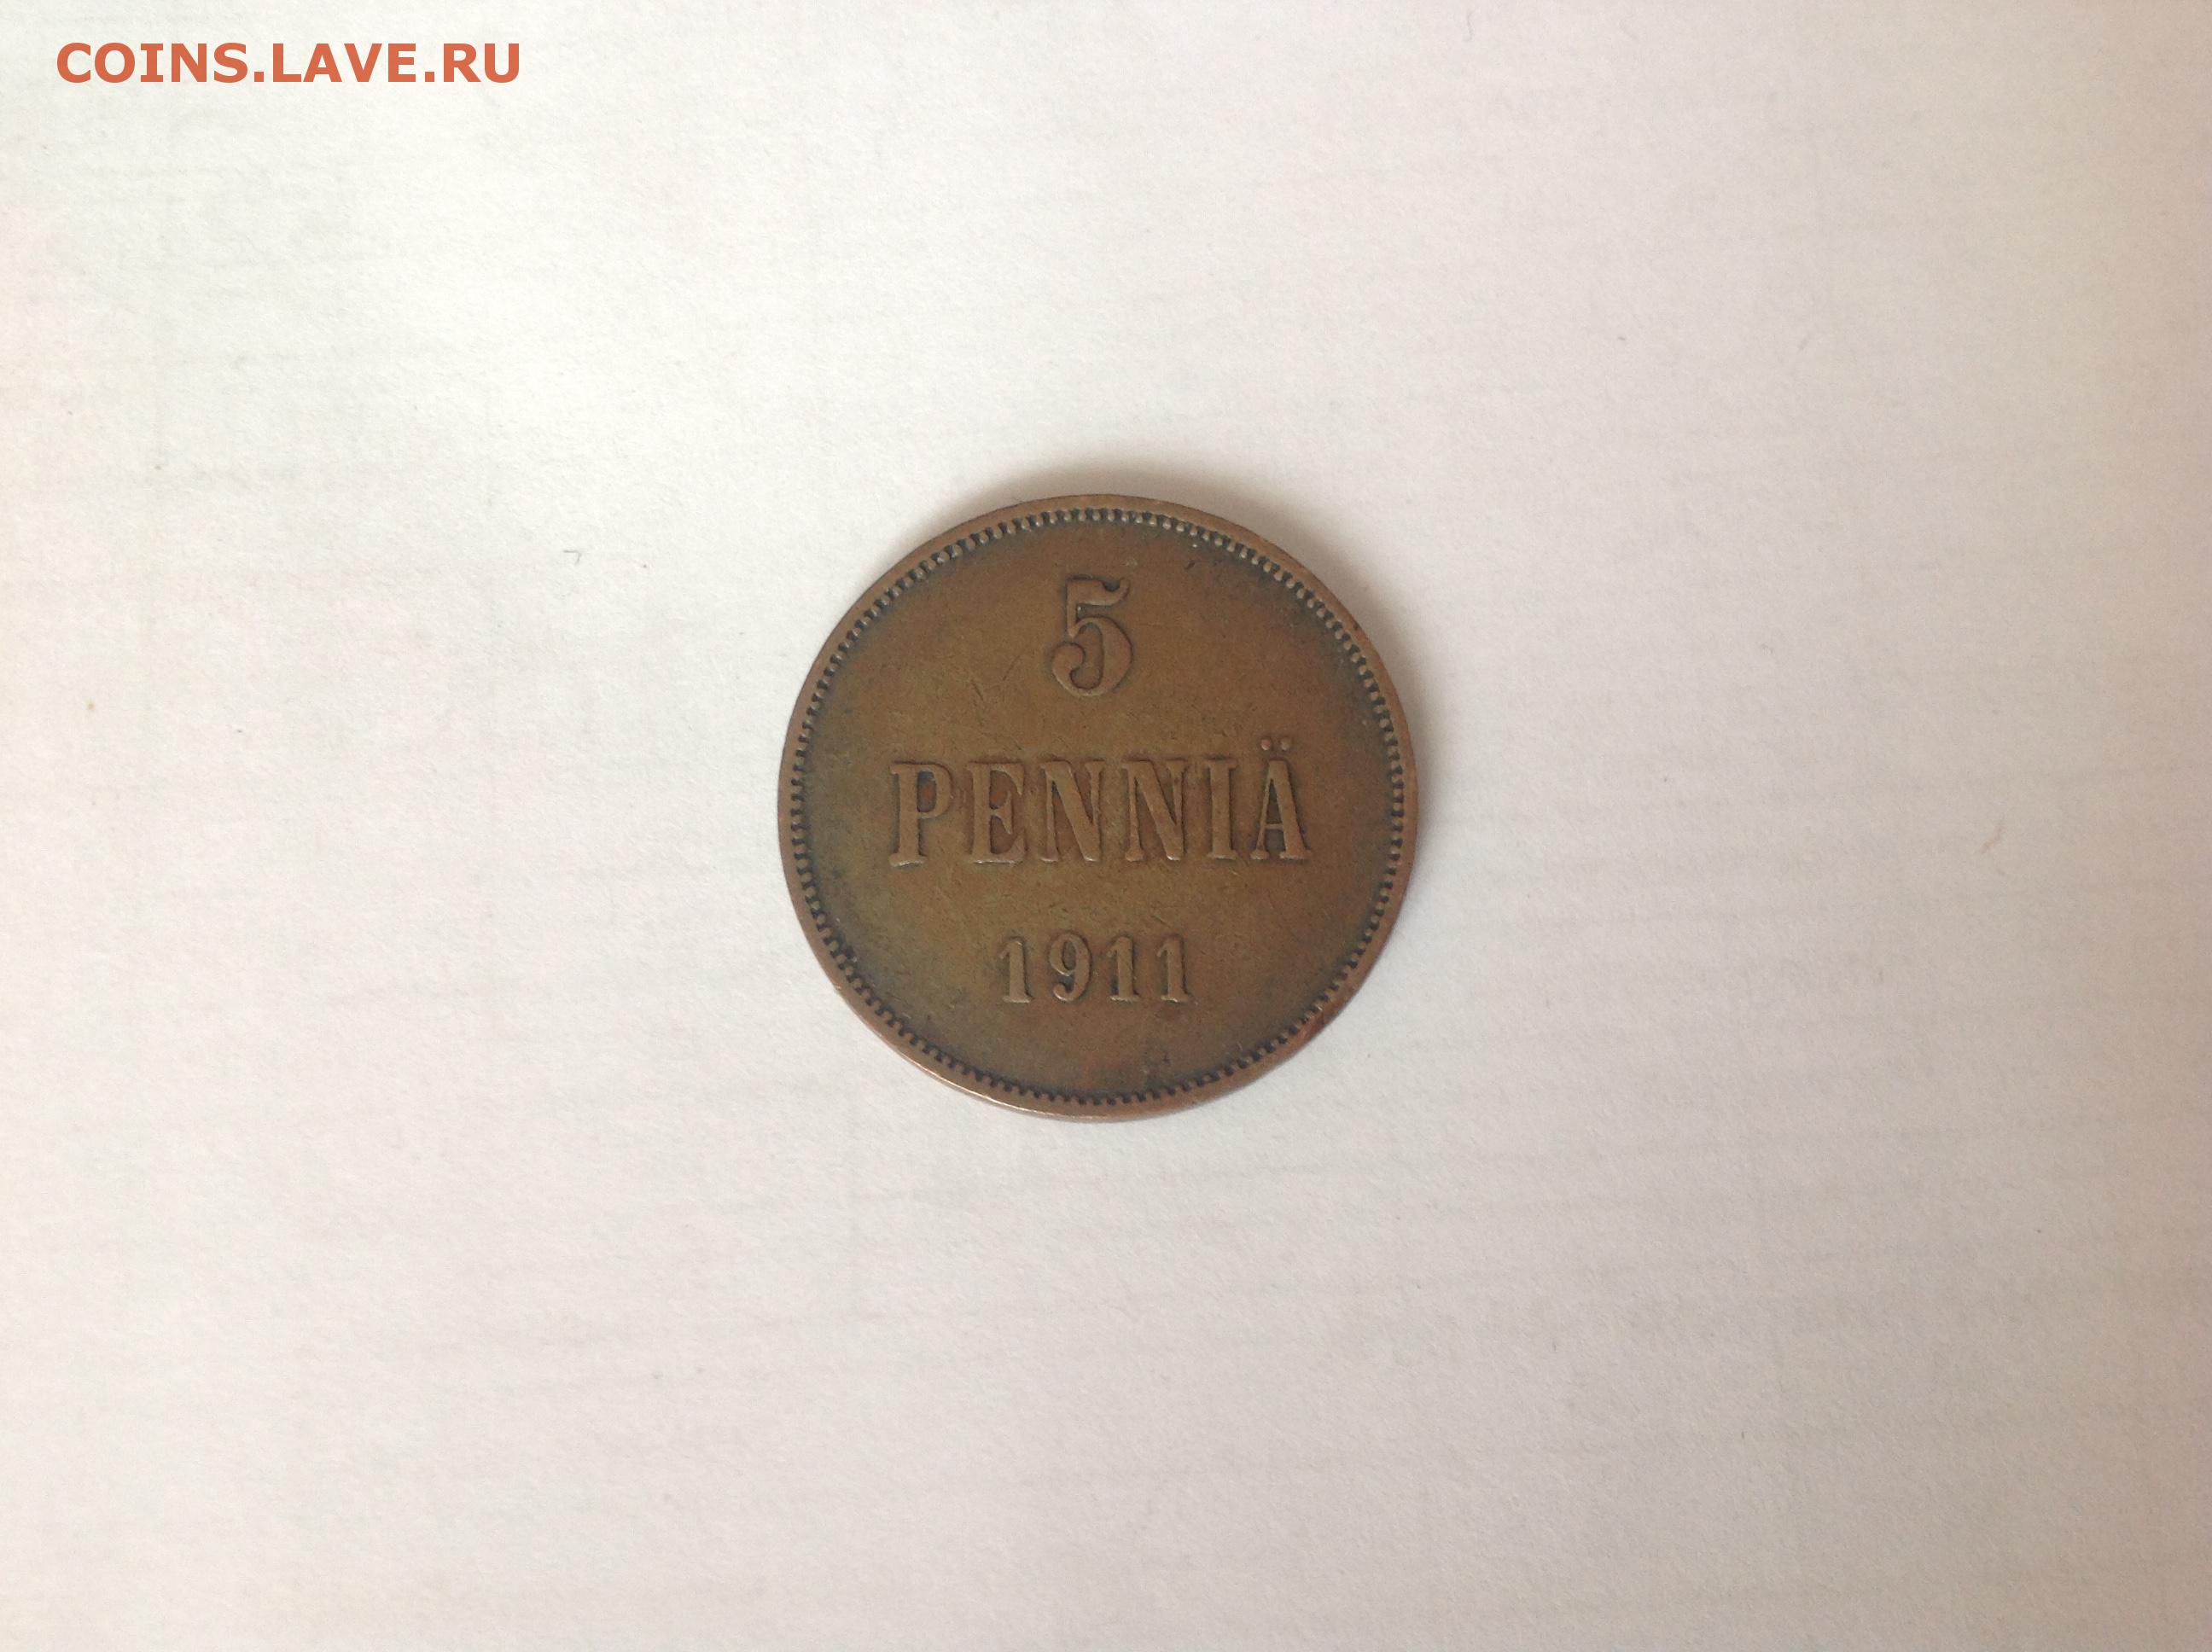 COINS.LAVE.RU
5
PENNIÄ
1911